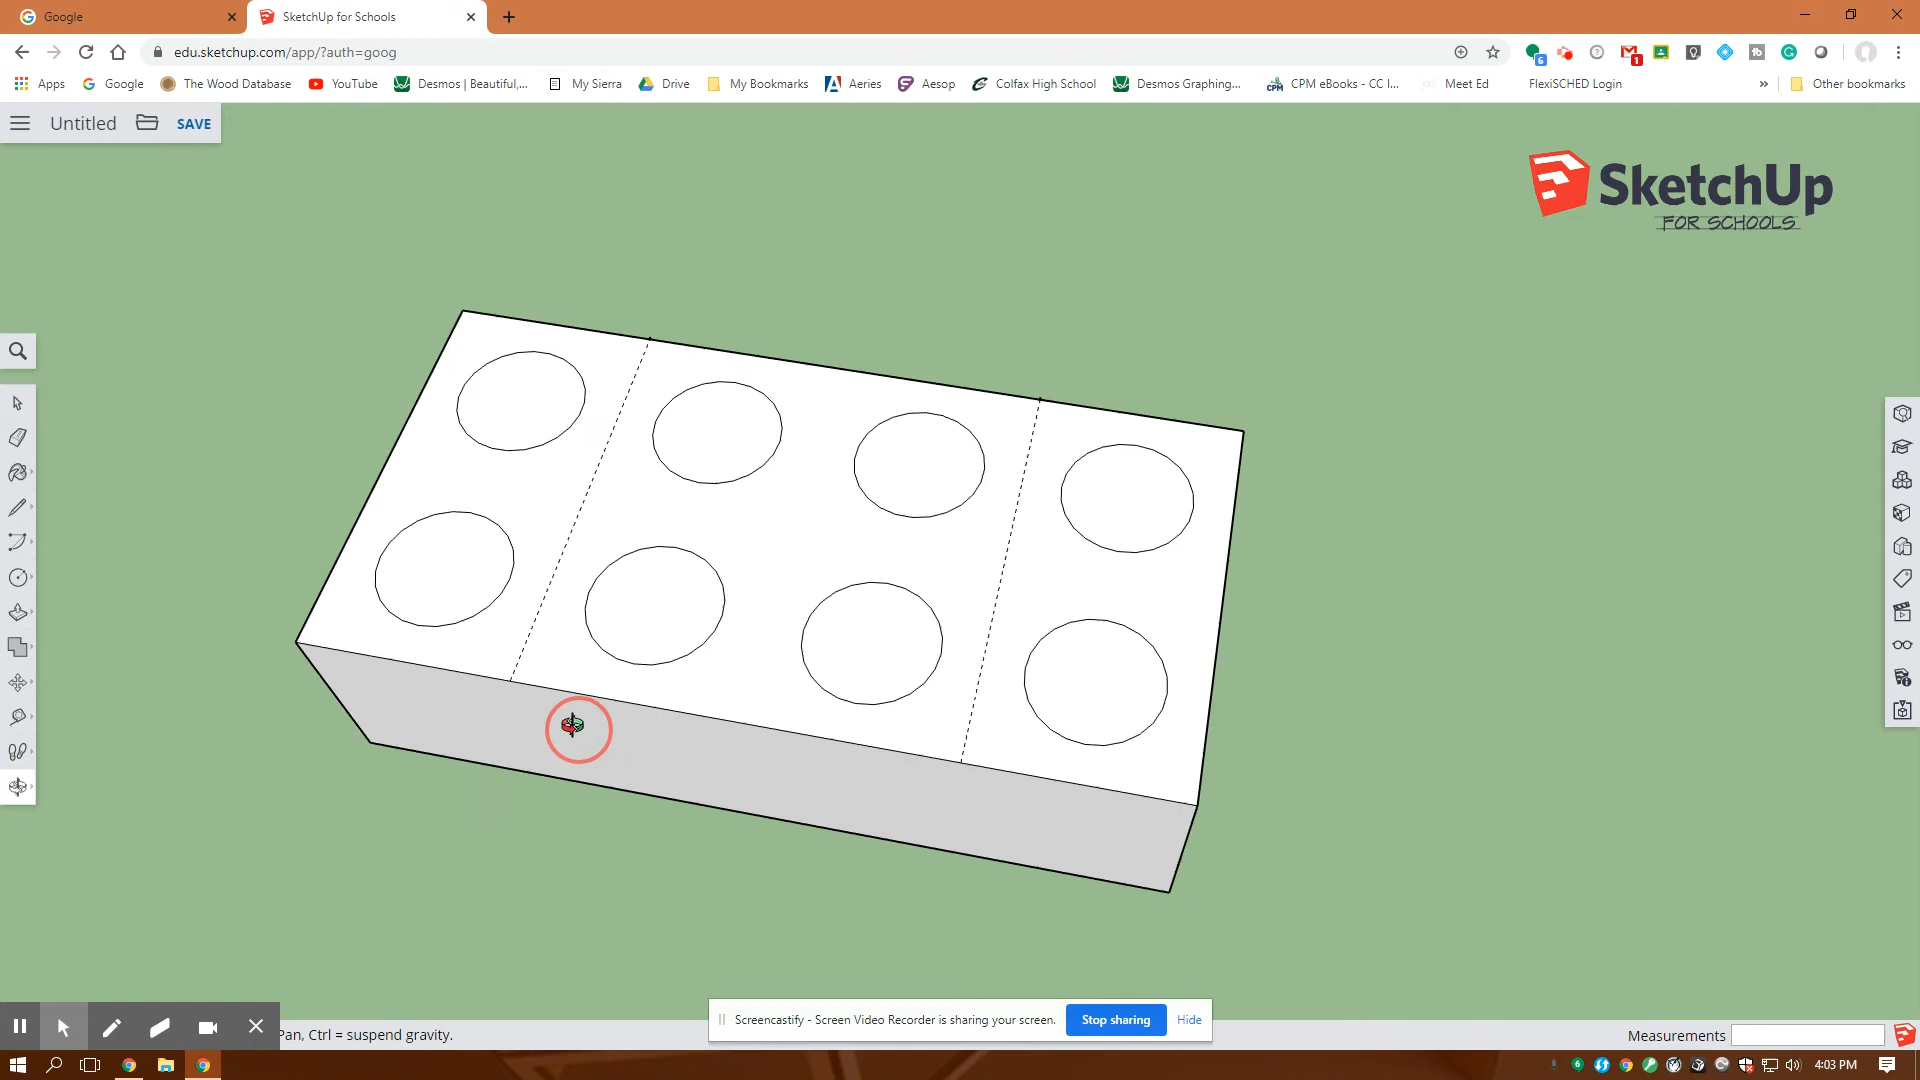 Google
SketchUp for Schools
edu.sketchup.com/app/?auth=goog
6
1
Apps
Google
The Wood Database
YouTube
Desmos | Beautiful,...
My Sierra
Drive
My Bookmarks
Aeries
Aesop
Colfax High School
Desmos Graphing...
CPM
CPM eBooks - CC I...
Meet Ed
FlexiSCHED Login
»
Other bookmarks
Untitled
SAVE
SketchUp
FOR SCHOOLS
Pan, Ctrl = suspend gravity.
Screencastify - Screen Video Recorder is sharing your screen.
Stop sharing
Hide
Measurements
4:03 PM